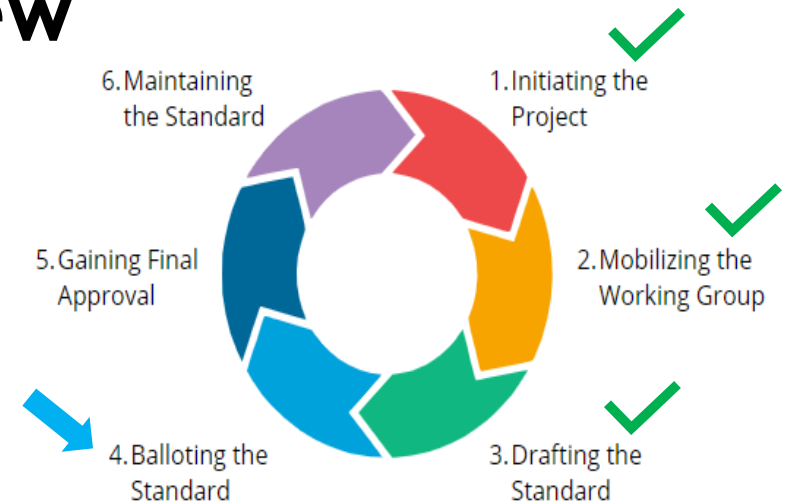 ew
1. Initiating the
Project
2. Mobilizing the
Working Group
3. Drafting the
Standard
4. Balloting the
Standard
5. Gaining Final
Approval
6. Maintaining
the Standard